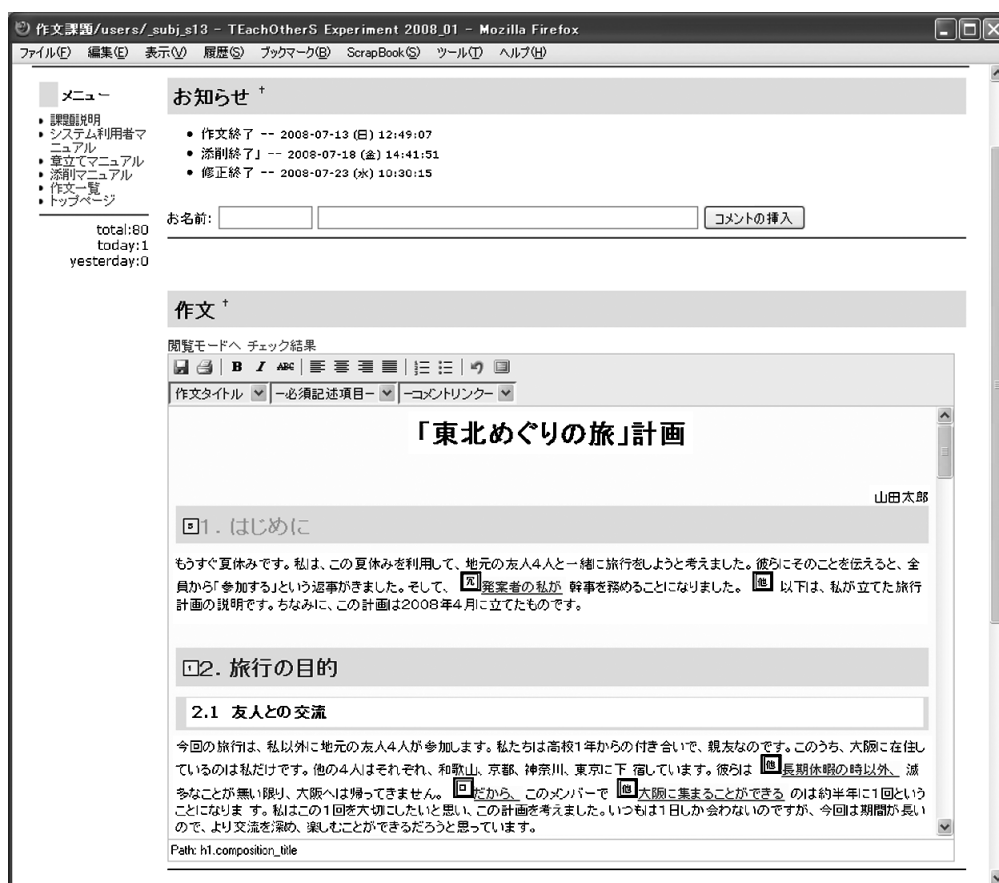 作文課題/users/_subj_s13 - TEachOtherS Experiment 2008_01 - Mozilla Firefox
ファイル(F) 編集(E) 表示(V) 履歴(S) ブックマーク(B) ScrapBook(S) ツール(T) ヘルプ(H)
メニュー
課題説明
システム利用者マ
ニュアル
章立てマニュアル
添削マニュアル
作文一覧
トップページ
total:80
today:1
yesterday:0
お知らせ †
作文終了 -- 2008-07-13 (日) 12:49:07
添削終了」 -- 2008-07-18 (金) 14:41:51
修正終了 -- 2008-07-23 (水) 10:30:15
お名前: コメントの挿入
作文 †
閲覧モードへ チェック結果
B I ABC
作文タイトル -必須記述項目- -コメントリンク-
「東北めぐりの旅」計画
山田太郎
1. はじめに
もうすぐ夏休みです。私は、この夏休みを利用して、地元の友人4人と一緒に旅行をしようと考えました。彼らにそのことを伝えると、全
員から「参加する」という返事がきました。そして、 冗 発案者の私が 幹事を務めることになりました。 他 以下は、私が立てた旅行
計画の説明です。ちなみに、この計画は2008年4月に立てたものです。
2. 旅行の目的
2.1 友人との交流
今回の旅行は、私以外に地元の友人4人が参加します。私たちは高校1年からの付き合いで、親友なのです。このうち、大阪に在住し
ているのは私だけです。他の4人はそれぞれ、和歌山、京都、神奈川、東京に下 宿しています。彼らは 他 長期休暇の時以外、 滅
多なことが無い限り、大阪へは帰ってきません。 ロ だから、 このメンバーで 他 大阪に集まることができる のは約半年に1回という
ことになりま す。私はこの1回を大切にしたいと思い、この計画を考えました。いつもは1日しか会わないのですが、今回は期間が長い
ので、より交流を深め、楽しむことができるだろうと思っています。
Path: h1.composition_title